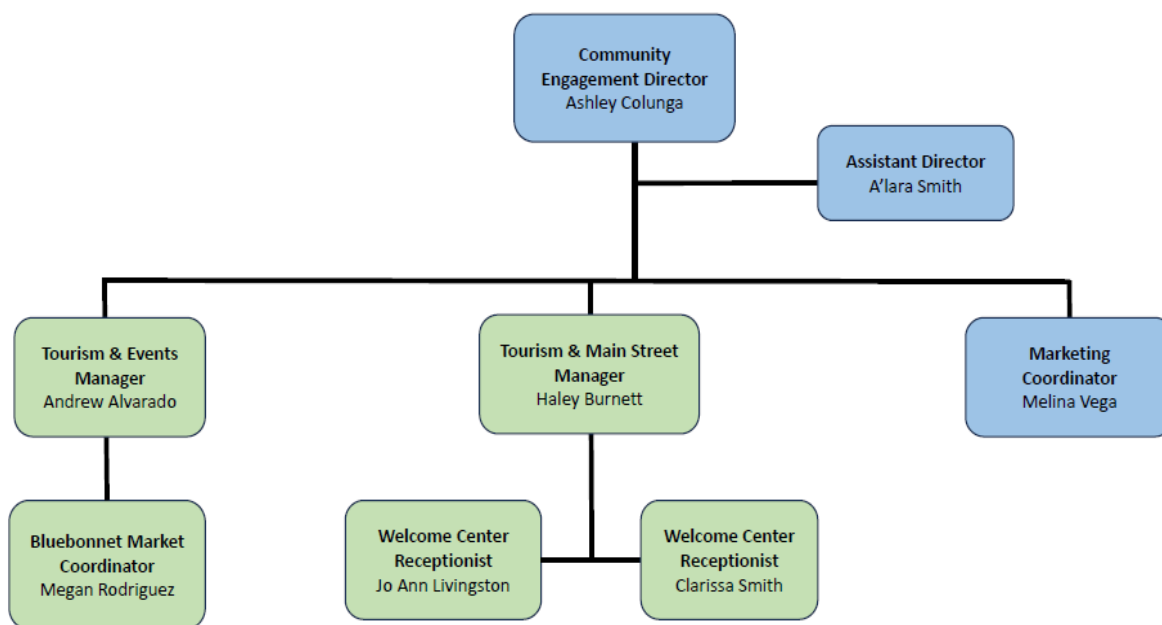 Community
Engagement Director
Ashley Colunga
Assistant Director
A'lara Smith
Tourism & Events
Manager
Andrew Alvarado
Tourism & Main Street
Manager
Haley Burnett
Marketing
Coordinator
Melina Vega
Bluebonnet Market
Coordinator
Megan Rodriguez
Welcome Center
Receptionist
Jo Ann Livingston
Welcome Center
Receptionist
Clarissa Smith